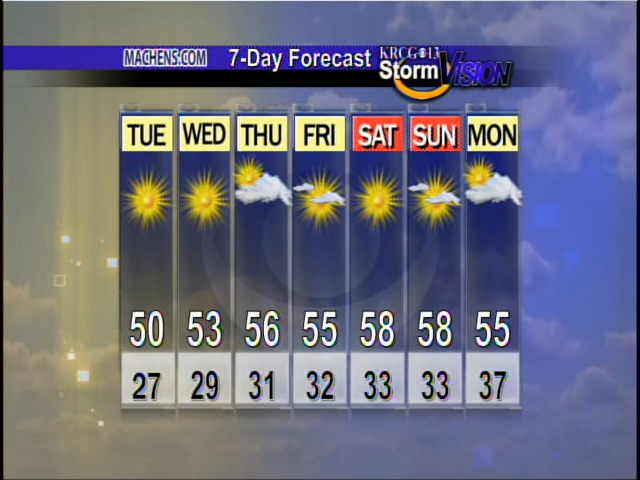 MACHENS.COM 7-Day Forecast KRCG 13
StormVISION
TUE WED THU FRI SAT SUN MON
50 53 56 55 58 58 55
27 29 31 32 33 33 37